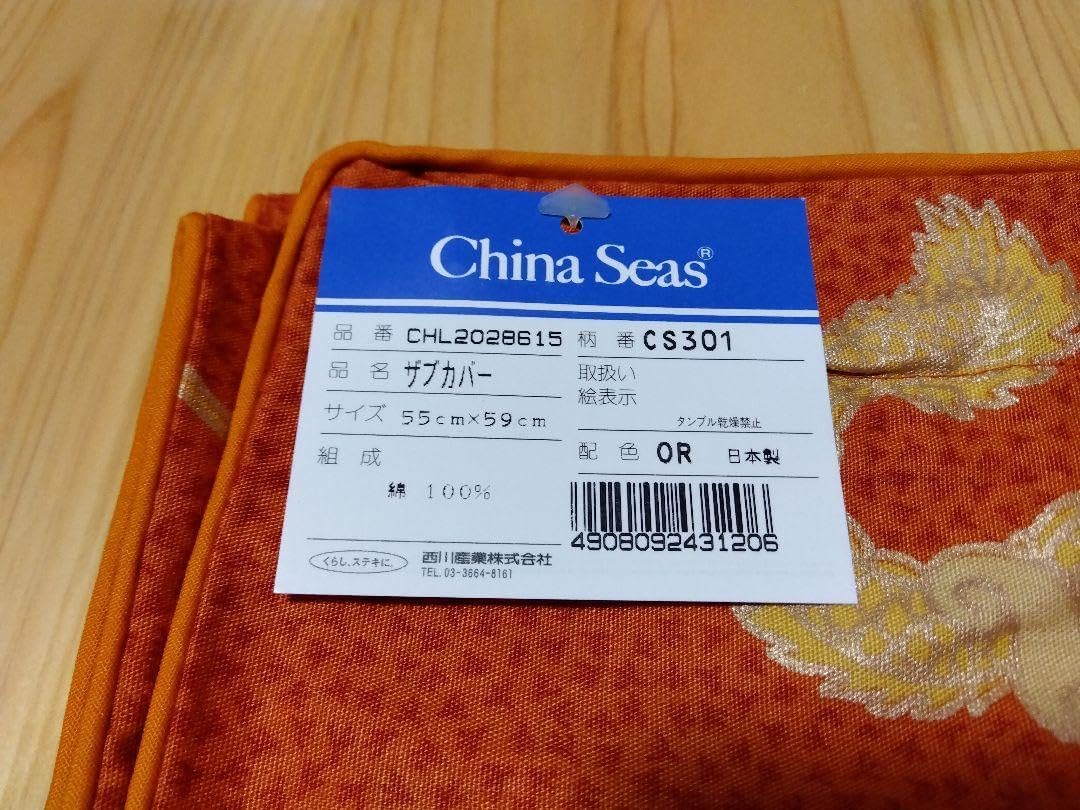 China Seas®
品 番 CHL2028615
品 名 ザブカバー
サイズ 55cm×59cm
組 成
綿 100%
くらし、ステキに。
西川産業株式会社
TEL.03-3664-8161
柄 番 CS301
取扱い
絵表示
タンブル乾燥禁止
配 色 OR 日本製
4908092431206